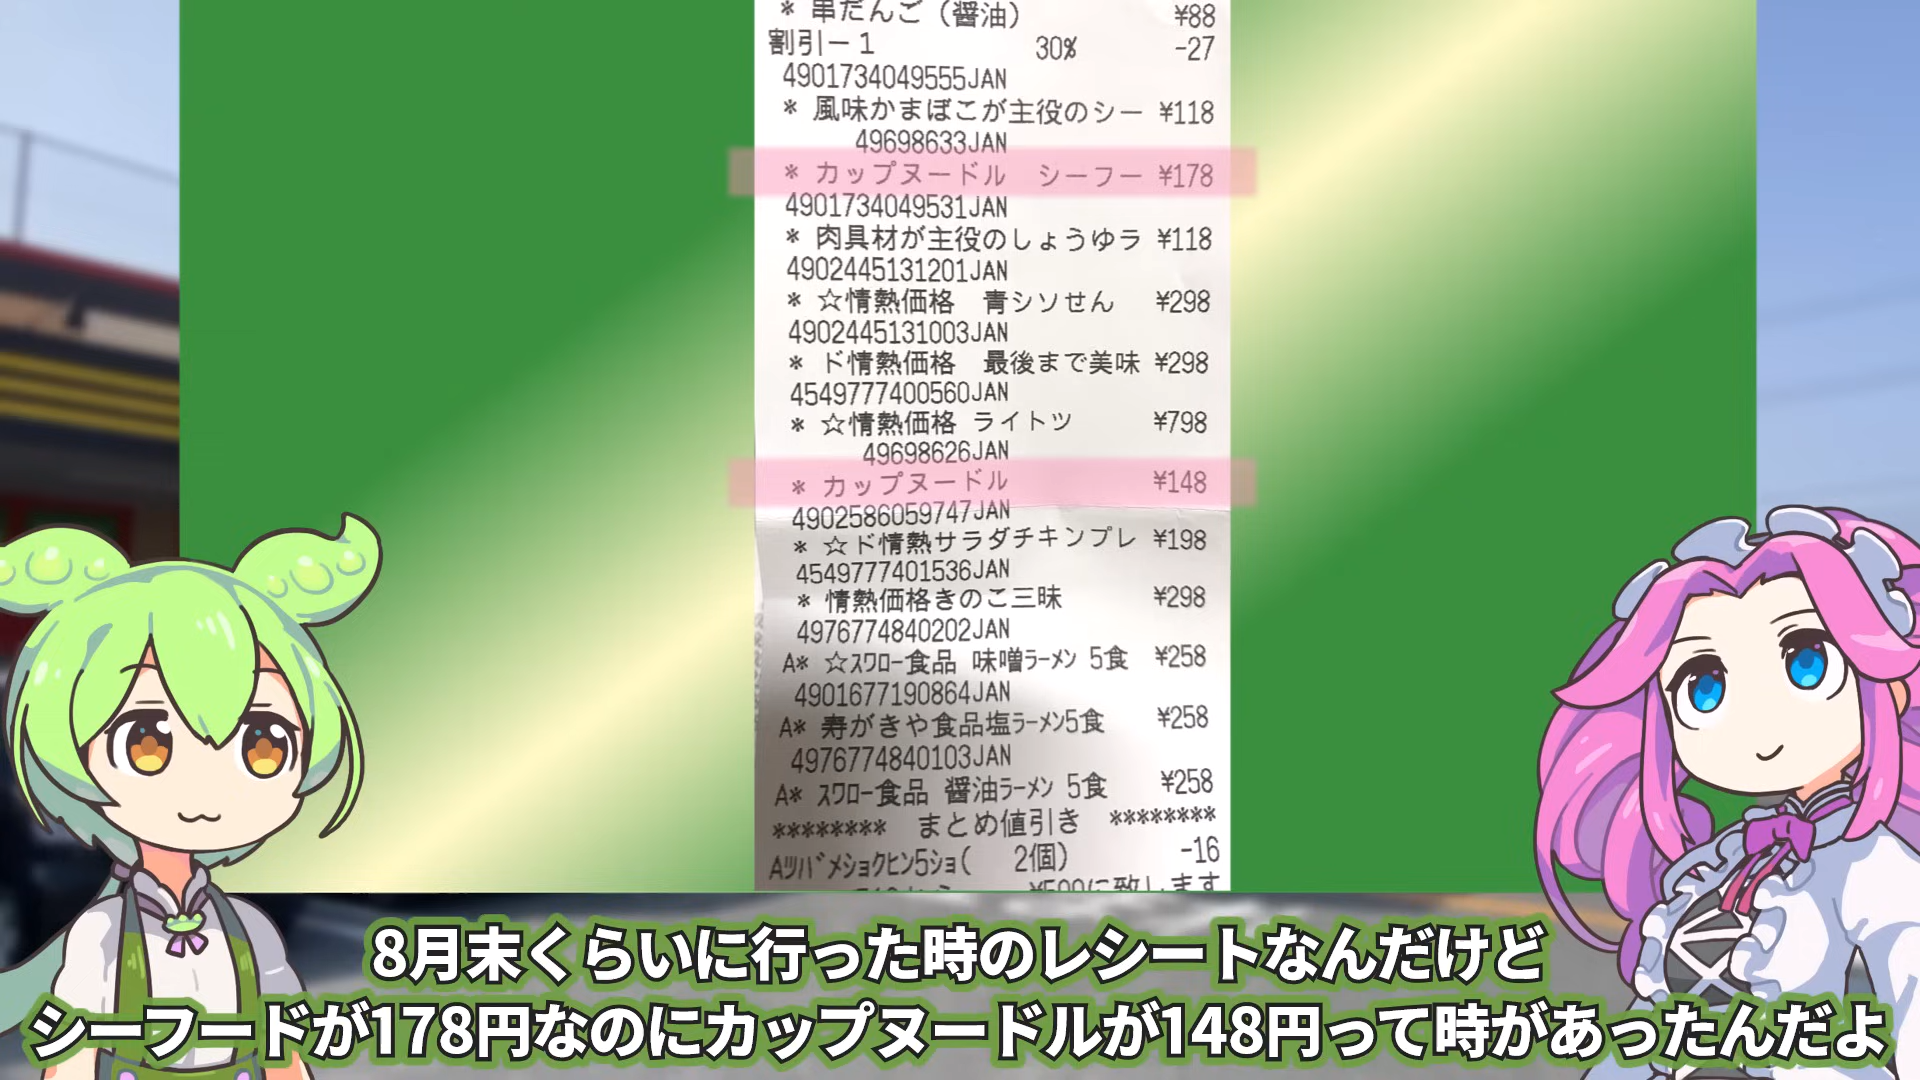 * 串だんご（醤油） ¥88
割引ー1 30% -27
4901734049555JAN
* 風味かまぼこが主役のシー ¥118
49698633JAN
* カップヌードル シーフー ¥178
4901734049531JAN
* 肉具材が主役のしょうゆラ ¥118
4902445131201JAN
* ☆情熱価格 青シソせん ¥298
4902445131003JAN
* ド情熱価格 最後まで美味 ¥298
4549777400560JAN
* ☆情熱価格 ライトツ ¥798
49698626JAN
* カップヌードル ¥148
4902586059747JAN
* ☆ド情熱サラダチキンプレ ¥198
4549777401536JAN
* 情熱価格きのこ三昧 ¥298
4976774840202JAN
A* ☆ｽﾜﾛｰ食品 味噌ﾗｰﾒﾝ 5食 ¥258
4901677190864JAN
A* 寿がきや食品塩ﾗｰﾒﾝ5食 ¥258
4976774840103JAN
A* ｽﾜﾛｰ食品 醤油ﾗｰﾒﾝ 5食 ¥258
******** まとめ値引き ********
Aﾂﾊﾞﾒｼｮｸﾋﾝ5ｼｮ( 2個) -16
¥500に致します
8月末くらいに行った時のレシートなんだけど
シーフードが178円なのにカップヌードルが148円って時があったんだよ